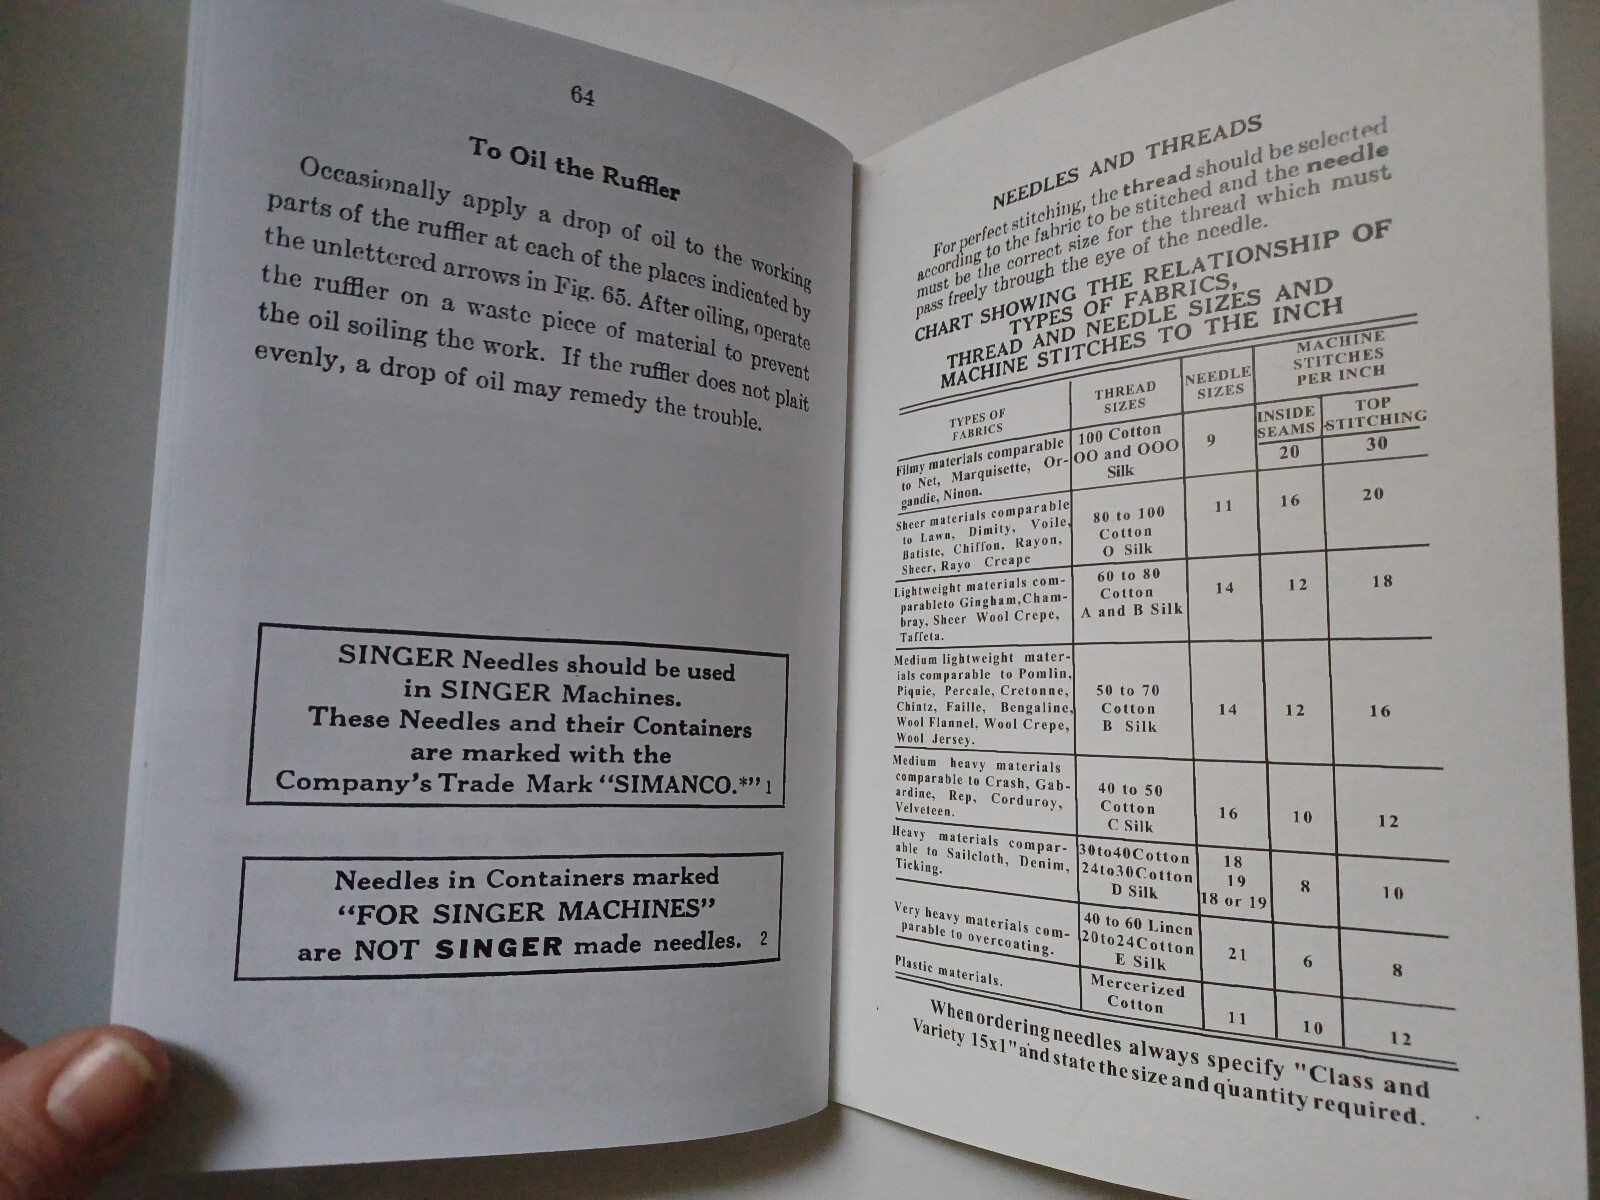 64
To Oil the Ruffler
Occasionally apply a drop of oil to the working
parts of the ruffler at each of the places indicated by
the unlettered arrows in Fig. 65. After oiling, operate
the ruffler on a waste piece of material to prevent
the oil soiling the work. If the ruffler does not plait
evenly, a drop of oil may remedy the trouble.
SINGER Needles should be used
in SINGER Machines.
These Needles and their Containers
are marked with the
Company's Trade Mark "SIMANCO.*" 1
Needles in Containers marked
"FOR SINGER MACHINES"
are NOT SINGER made needles. 2
NEEDLES AND THREADS
For perfect stitching, the thread should be selected
according to the fabric to be stitched and the needle
must be the correct size for the thread which must
pass freely through the eye of the needle.
CHART SHOWING THE RELATIONSHIP OF
TYPES OF FABRICS,
THREAD AND NEEDLE SIZES AND
MACHINE STITCHES TO THE INCH
TYPES OF
FABRICS
THREAD
SIZES
NEEDLE
SIZES
MACHINE
STITCHES
PER INCH
INSIDE
SEAMS
TOP
STITCHING
Filmy materials comparable
to Net, Marquisette, Or-
gandie, Ninon.
100 Cotton
OO and OOO
Silk
9
20
30
Sheer materials comparable
to Lawn, Dimity, Voile,
Batiste, Chiffon, Rayon,
Sheer, Rayo Creape
80 to 100
Cotton
O Silk
11
16
20
Lightweight materials com-
parableto Gingham, Cham-
bray, Sheer Wool Crepe,
Taffeta.
60 to 80
Cotton
A and B Silk
14
12
18
Medium lightweight mater-
ials comparable to Pomlin,
Piquie, Percale, Cretonne,
Chintz, Faille, Bengaline,
Wool Flannel, Wool Crepe,
Wool Jersey.
50 to 70
Cotton
B Silk
14
12
16
Medium heavy materials
comparable to Crash, Gab-
ardine, Rep, Corduroy,
Velveteen.
40 to 50
Cotton
C Silk
16
10
12
Heavy materials compar-
able to Sailcloth, Denim,
Ticking.
30to40Cotton
24to30Cotton
D Silk
18
19
18 or 19
8
10
Very heavy materials com-
parable to overcoating.
40 to 60 Linen
20to24Cotton
E Silk
21
6
8
Plastic materials.
Mercerized
Cotton
11
10
12
When ordering needles always specify "Class and
Variety 15x1" and state the size and quantity required.